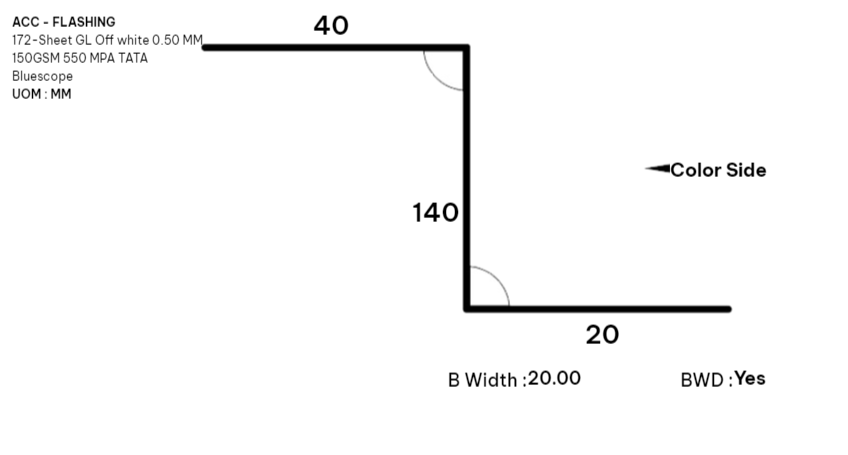 ACC - FLASHING
172-Sheet GL Off white 0.50 MM
150GSM 550 MPA TATA
Bluescope
UOM : MM
40
Color Side
140
20
B Width :20.00
BWD :Yes